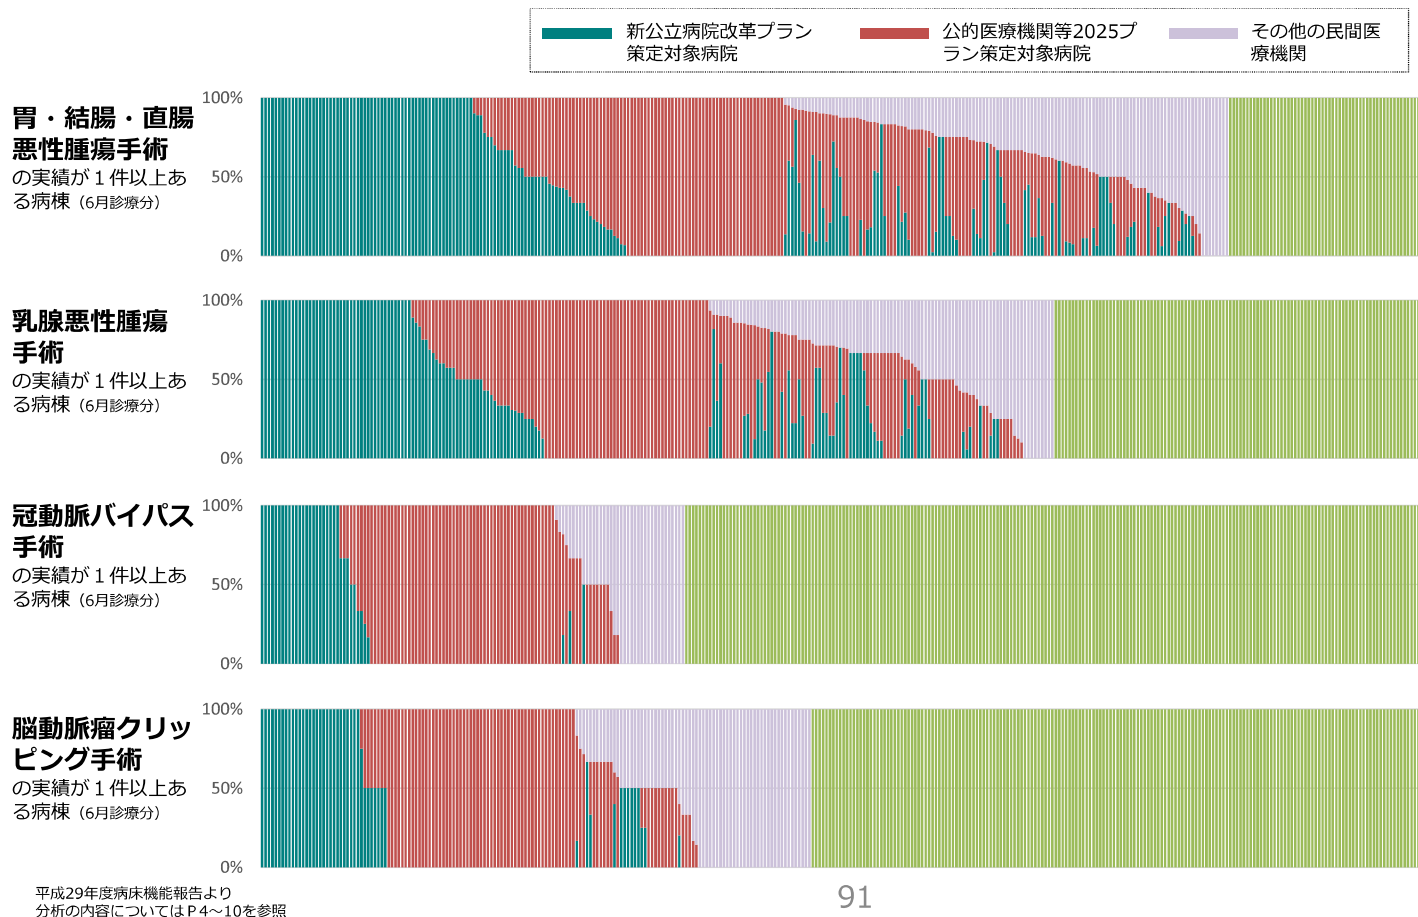 新公立病院改革プラン
策定対象病院
公的医療機関等2025プ
ラン策定対象病院
その他の民間医
療機関
胃・結腸・直腸
悪性腫瘍手術
の実績が１件以上あ
る病棟（6月診療分）
100%
50%
0%
乳腺悪性腫瘍
手術
の実績が１件以上あ
る病棟（6月診療分）
100%
50%
0%
冠動脈バイパス
手術
の実績が１件以上あ
る病棟（6月診療分）
100%
50%
0%
脳動脈瘤クリッ
ピング手術
の実績が１件以上あ
る病棟（6月診療分）
100%
50%
0%
平成29年度病床機能報告より
分析の内容についてはＰ4～10を参照
91